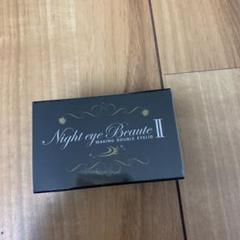 Night eye Beaute II
MAKING DOUBLE EYELID